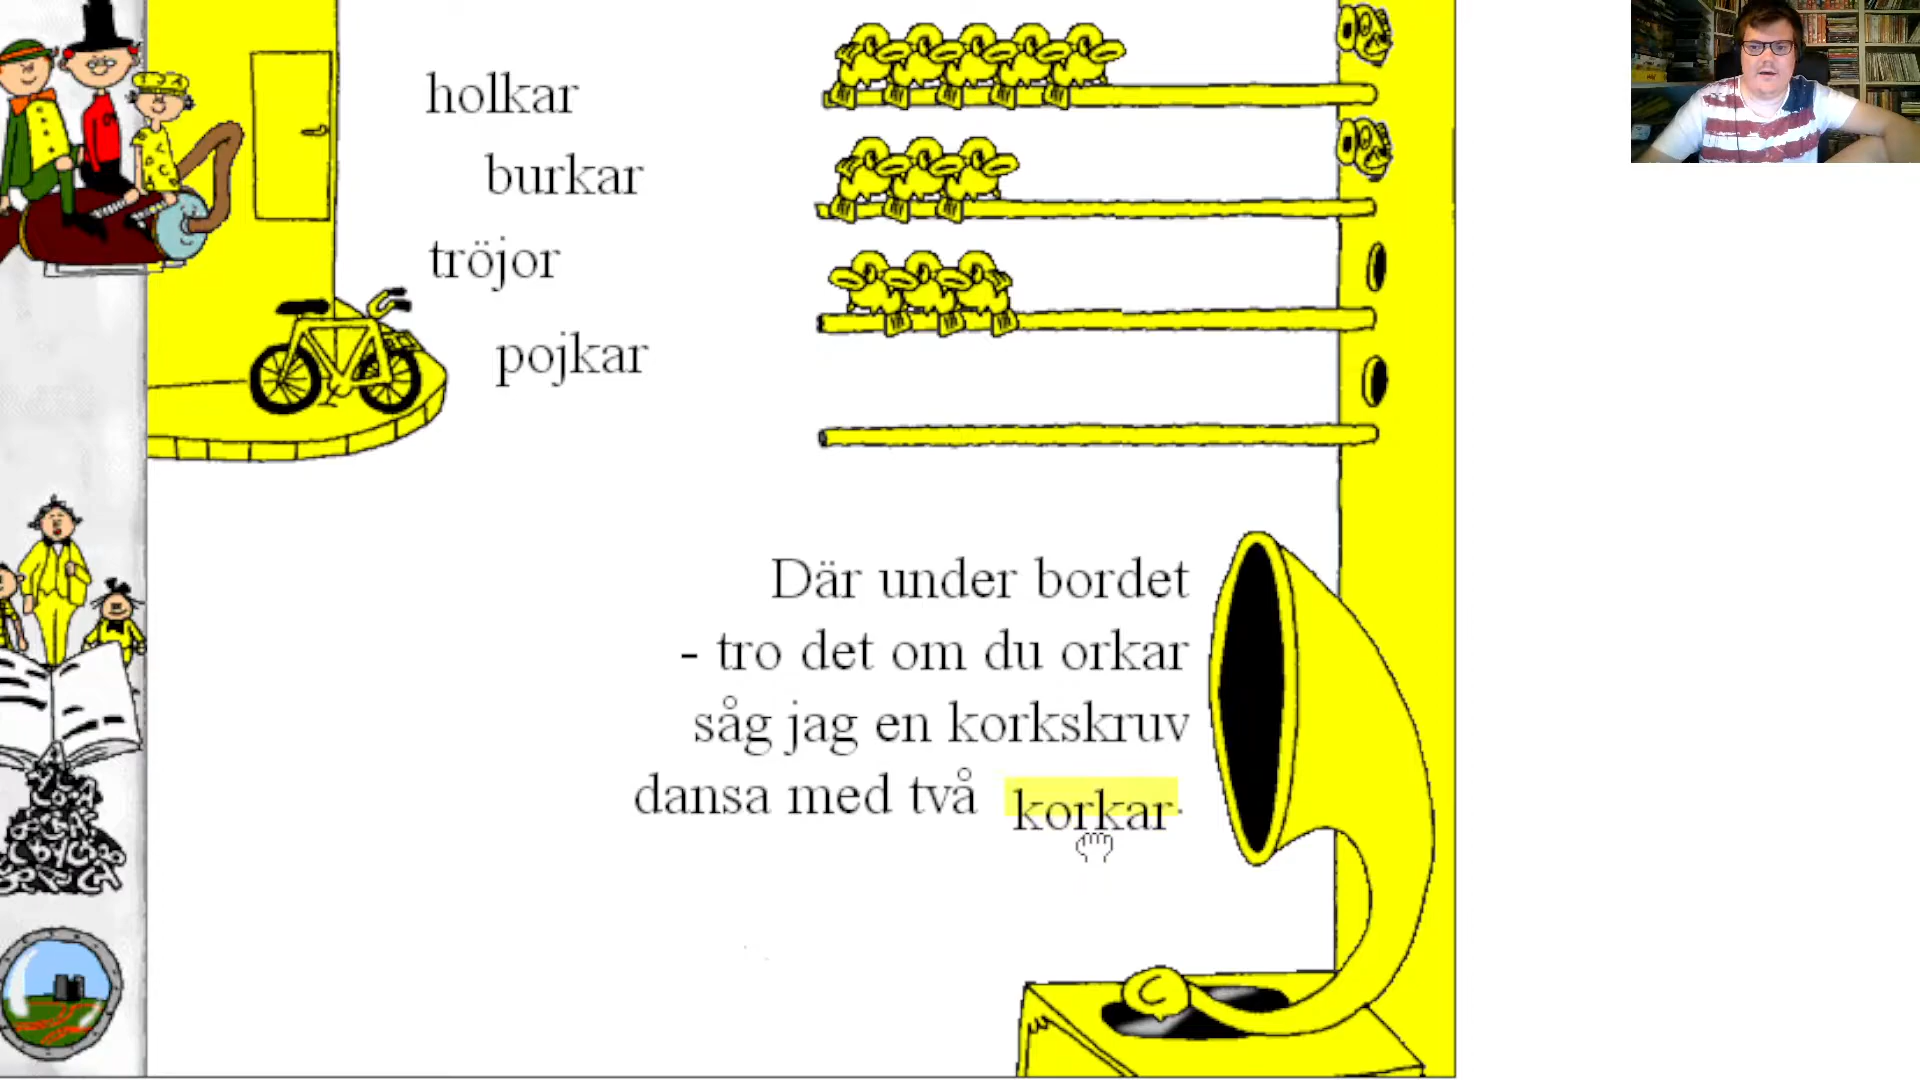 holkar
burkar
tröjor
pojkar
Där under bordet
- tro det om du orkar
såg jag en korkskruv
dansa med två korkar.